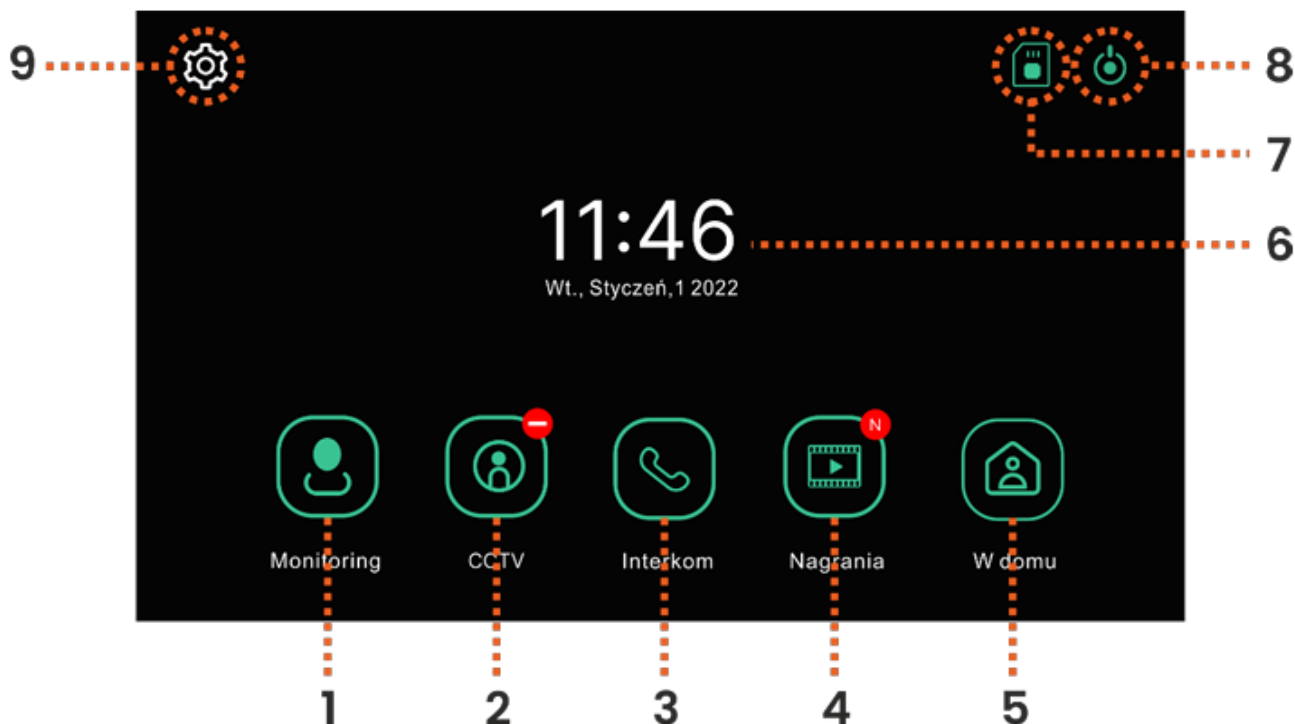 9
8
7
11:46
6
Wt., Styczeń,1 2022
N
Monitoring CCTV Interkom Nagrania W domu
1 2 3 4 5